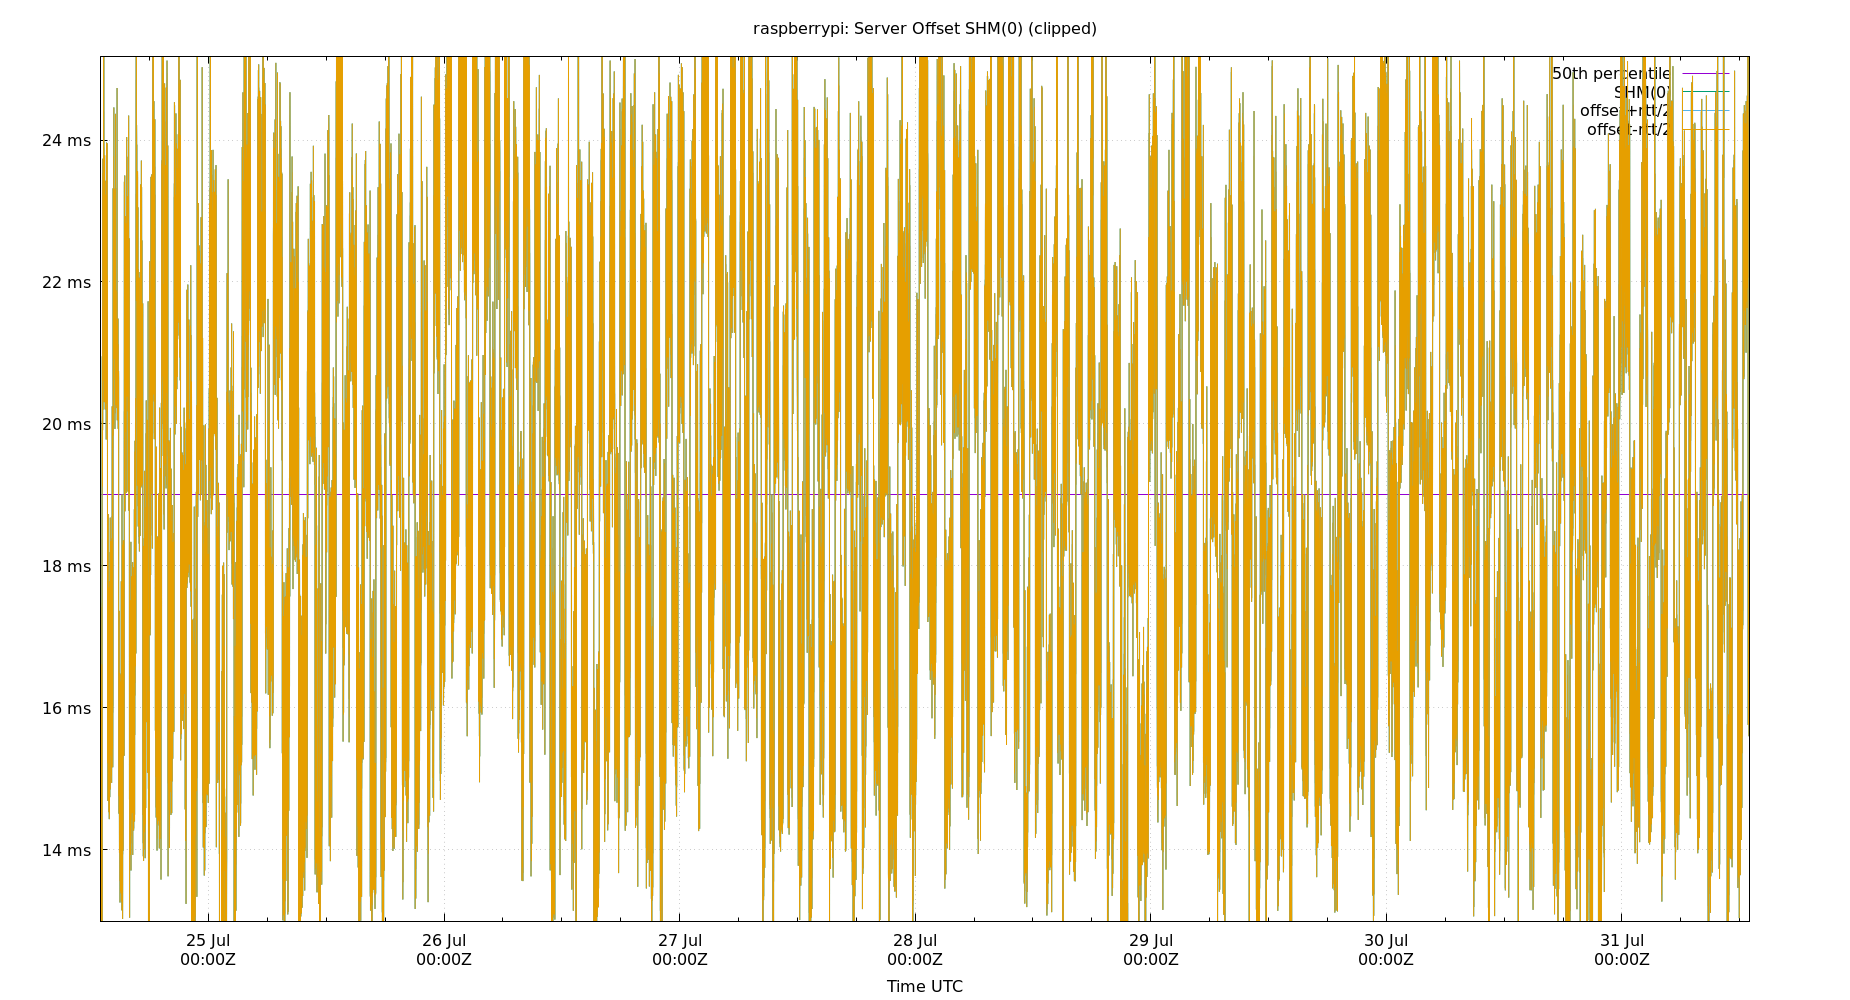 raspberrypi: Server Offset SHM(0) (clipped)
50th percentile
SHM(0)
offset+rtt/2
offset-rtt/2
24 ms
22 ms
20 ms
18 ms
16 ms
14 ms
25 Jul 26 Jul 27 Jul 28 Jul 29 Jul 30 Jul 31 Jul
00:00Z 00:00Z 00:00Z 00:00Z 00:00Z 00:00Z 00:00Z
Time UTC